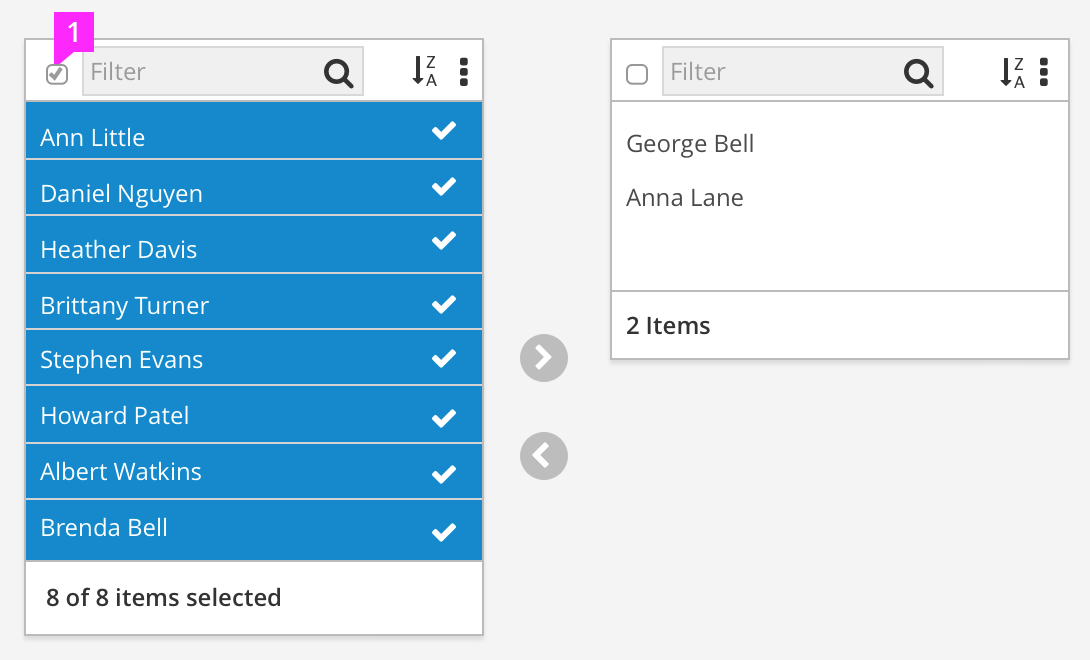 1
Filter
Z
A
Ann Little
Daniel Nguyen
Heather Davis
Brittany Turner
Stephen Evans
Howard Patel
Albert Watkins
Brenda Bell
8 of 8 items selected
Filter
Z
A
George Bell
Anna Lane
2 Items